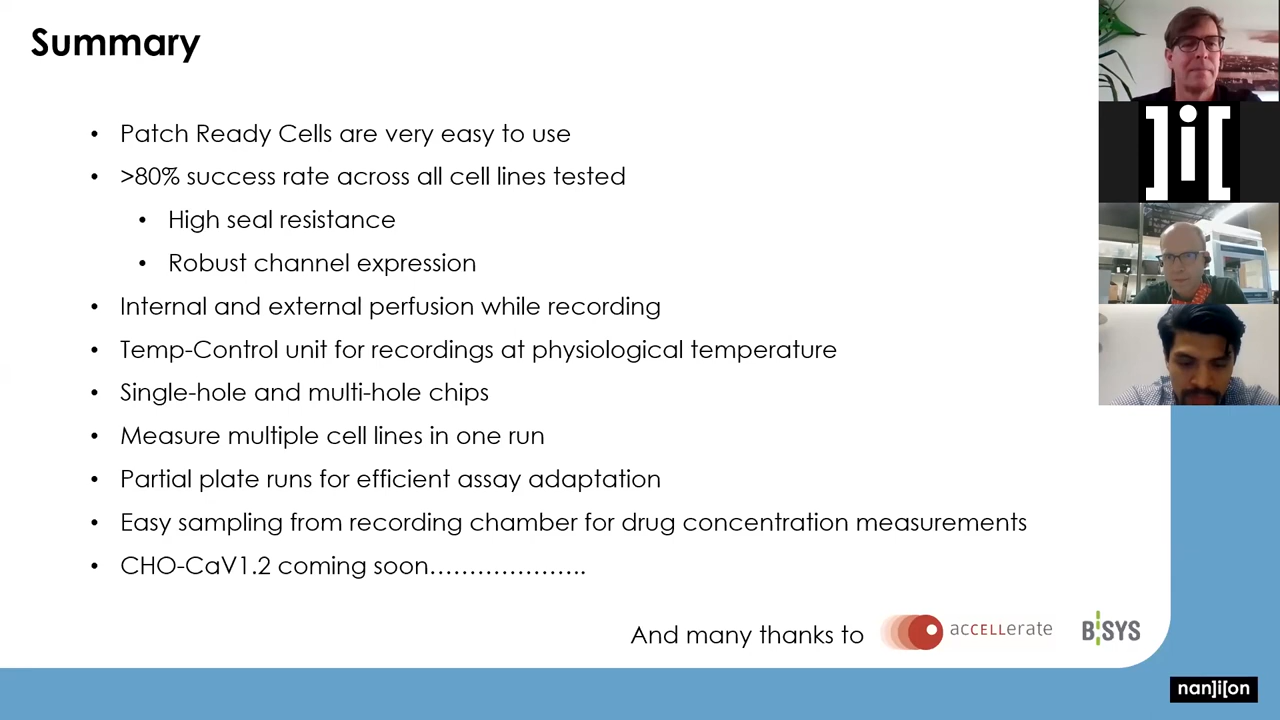 Summary
• Patch Ready Cells are very easy to use
• >80% success rate across all cell lines tested
• High seal resistance
• Robust channel expression
• Internal and external perfusion while recording
• Temp-Control unit for recordings at physiological temperature
• Single-hole and multi-hole chips
• Measure multiple cell lines in one run
• Partial plate runs for efficient assay adaptation
• Easy sampling from recording chamber for drug concentration measurements
• CHO-CaV1.2 coming soon………………..
And many thanks to
acCELLerate
B¦SYS
]i[
nan]i[on